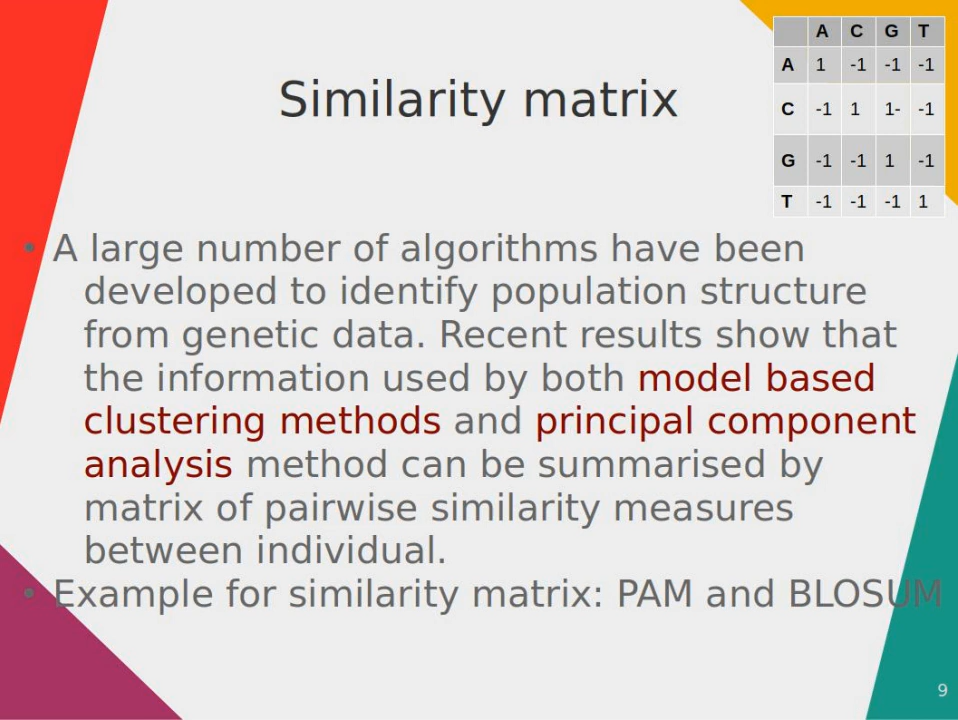 Similarity matrix
A C G T
A 1 -1 -1 -1
C -1 1 1- -1
G -1 -1 1 -1
T -1 -1 -1 1
• A large number of algorithms have been
developed to identify population structure
from genetic data. Recent results show that
the information used by both model based
clustering methods and principal component
analysis method can be summarised by
matrix of pairwise similarity measures
between individual.
• Example for similarity matrix: PAM and BLOSUM
9